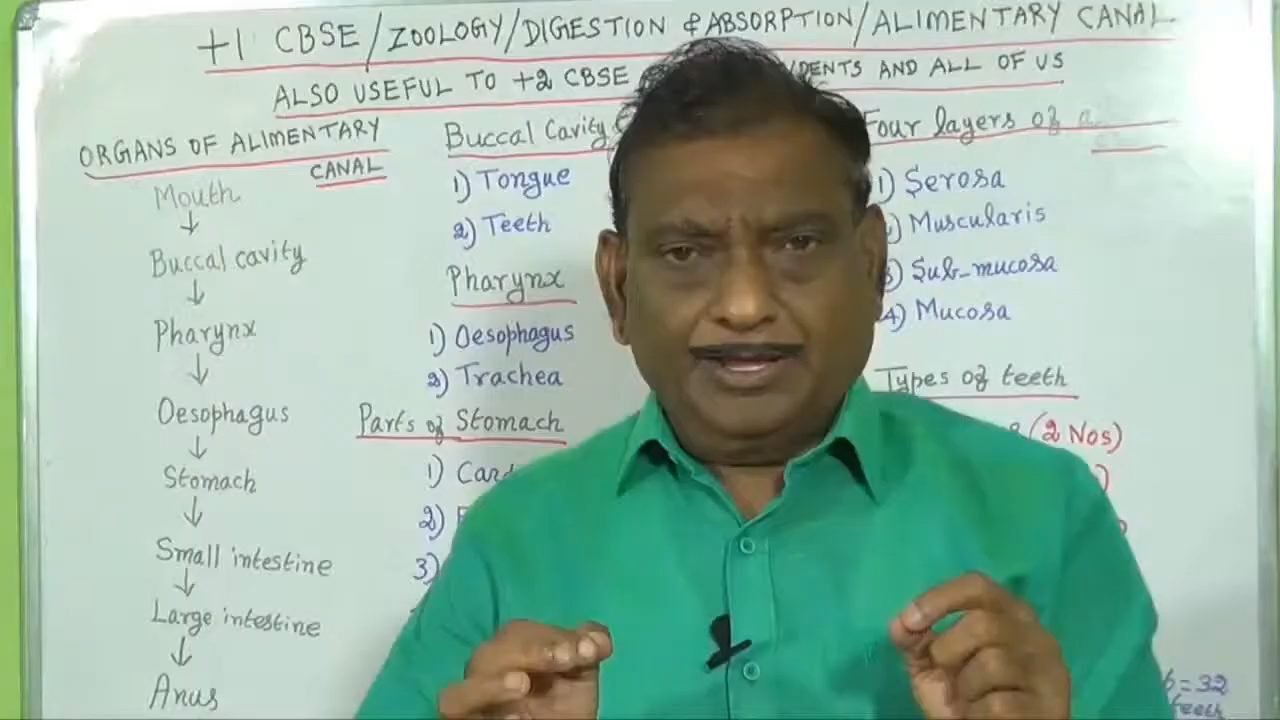 +1 CBSE/ZOOLOGY/DIGESTION & ABSORPTION/ALIMENTARY CANAL
ALSO USEFUL TO +2 CBSE AND ALL OF US
ORGANS OF ALIMENTARY
CANAL
Mouth
↓
Buccal cavity
↓
Pharynx
↓
Oesophagus
↓
Stomach
↓
Small intestine
↓
Large intestine
↓
Anus
Buccal Cavity
1) Tongue
2) Teeth
Pharynx
1) Oesophagus
2) Trachea
Parts of Stomach
1)
2)
3)
Four layers of
1) Serosa
Muscularis
3) Sub-mucosa
4) Mucosa
Types of teeth
(2 Nos)
= 32
teeth